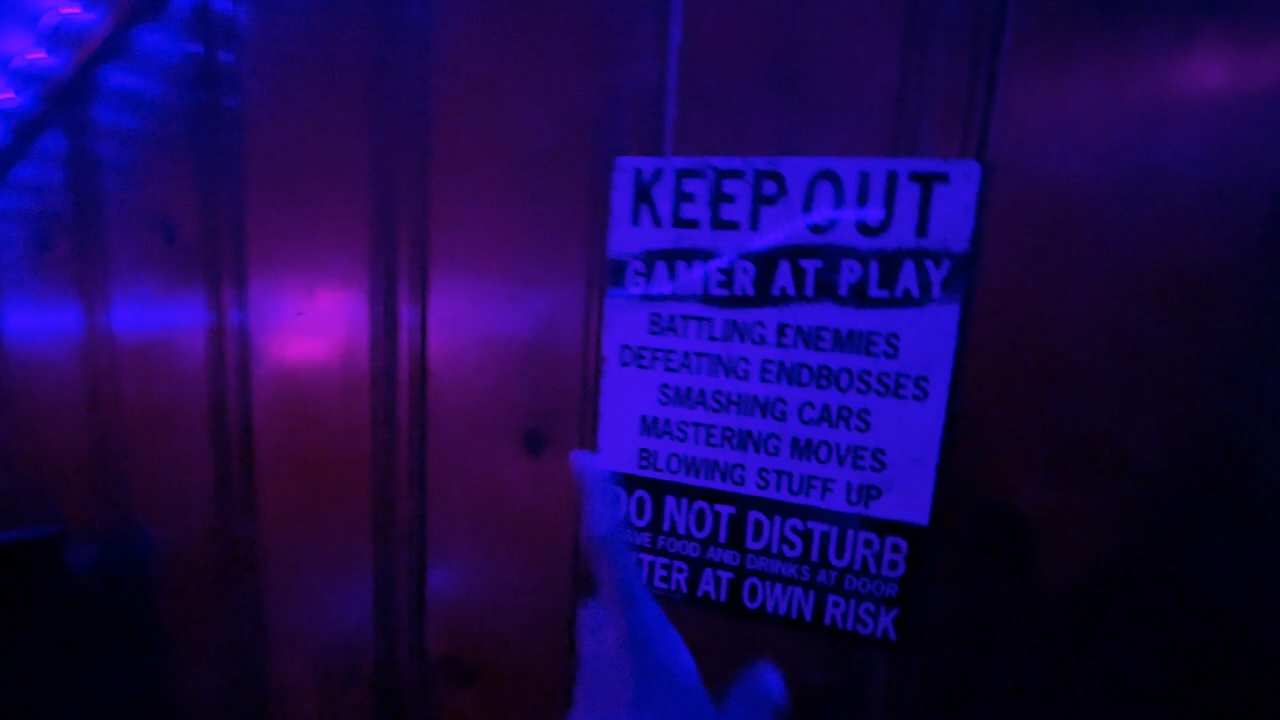 KEEP OUT
GAMER AT PLAY
BATTLING ENEMIES
DEFEATING ENDBOSSES
SMASHING CARS
MASTERING MOVES
BLOWING STUFF UP
DO NOT DISTURB
FOOD AND DRINKS AT DOOR
AT OWN RISK